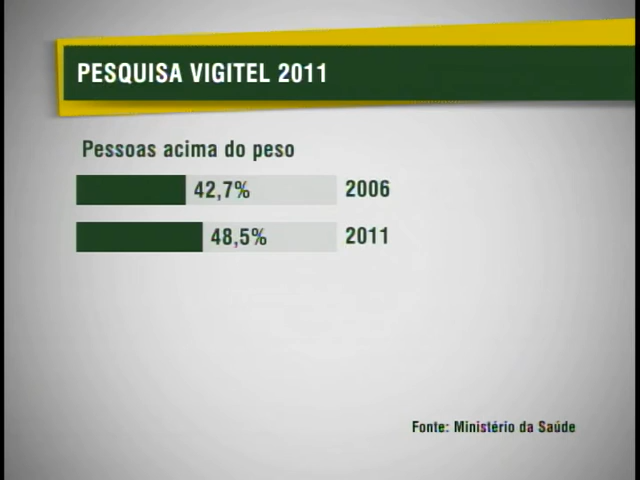 PESQUISA VIGITEL 2011
Pessoas acima do peso
42,7% 2006
48,5% 2011
Fonte: Ministério da Saúde